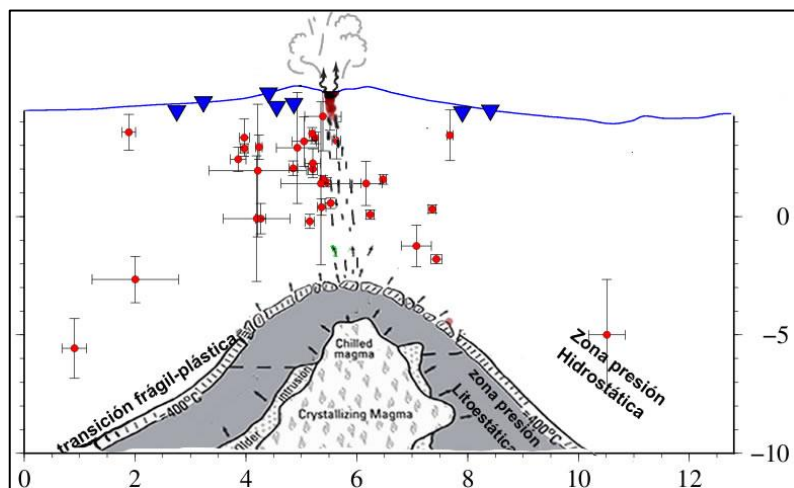 0
-5
-10
Chilled
magma
Crystallizing Magma
Intrusion
Older
transición frágil-plástica
≈400°C
zona presión
Litoestática
≈400°C
Zona presión
Hidrostática
0
2
4
6
8
10
12